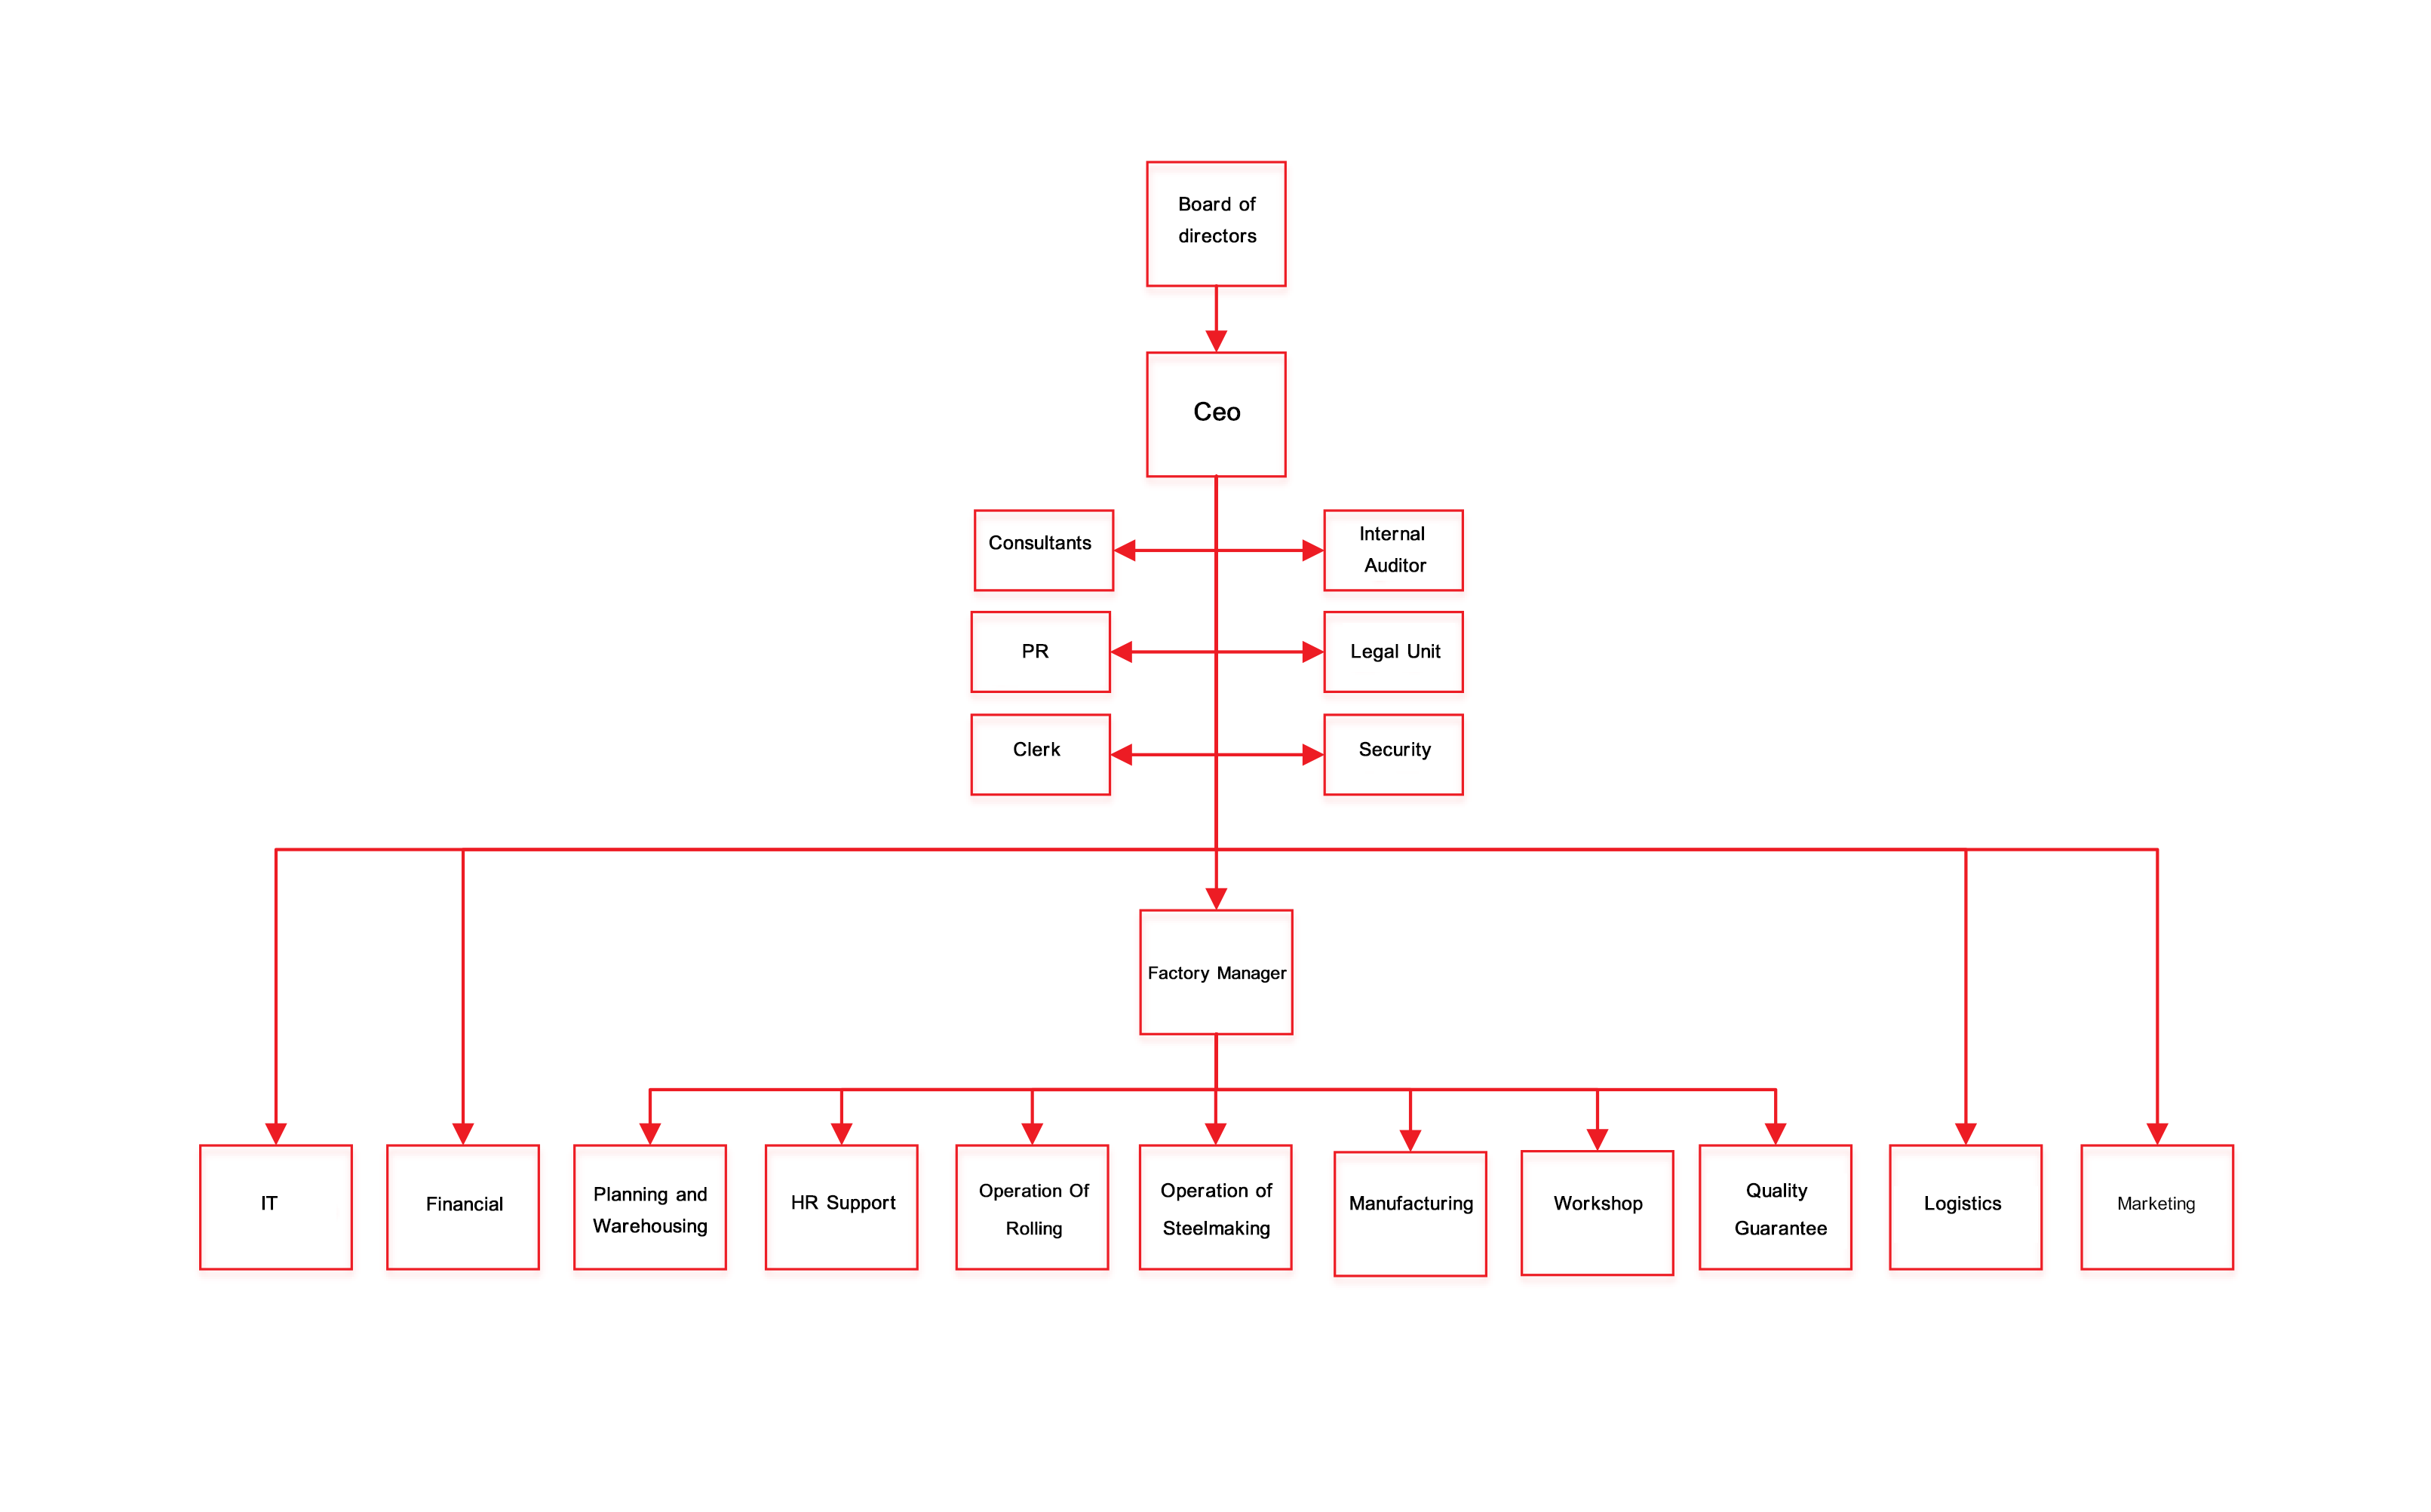 Board of
directors
Ceo
Consultants
Internal
Auditor
PR
Legal Unit
Clerk
Security
Factory Manager
IT
Financial
Planning and
Warehousing
HR Support
Operation Of
Rolling
Operation of
Steelmaking
Manufacturing
Workshop
Quality
Guarantee
Logistics
Marketing